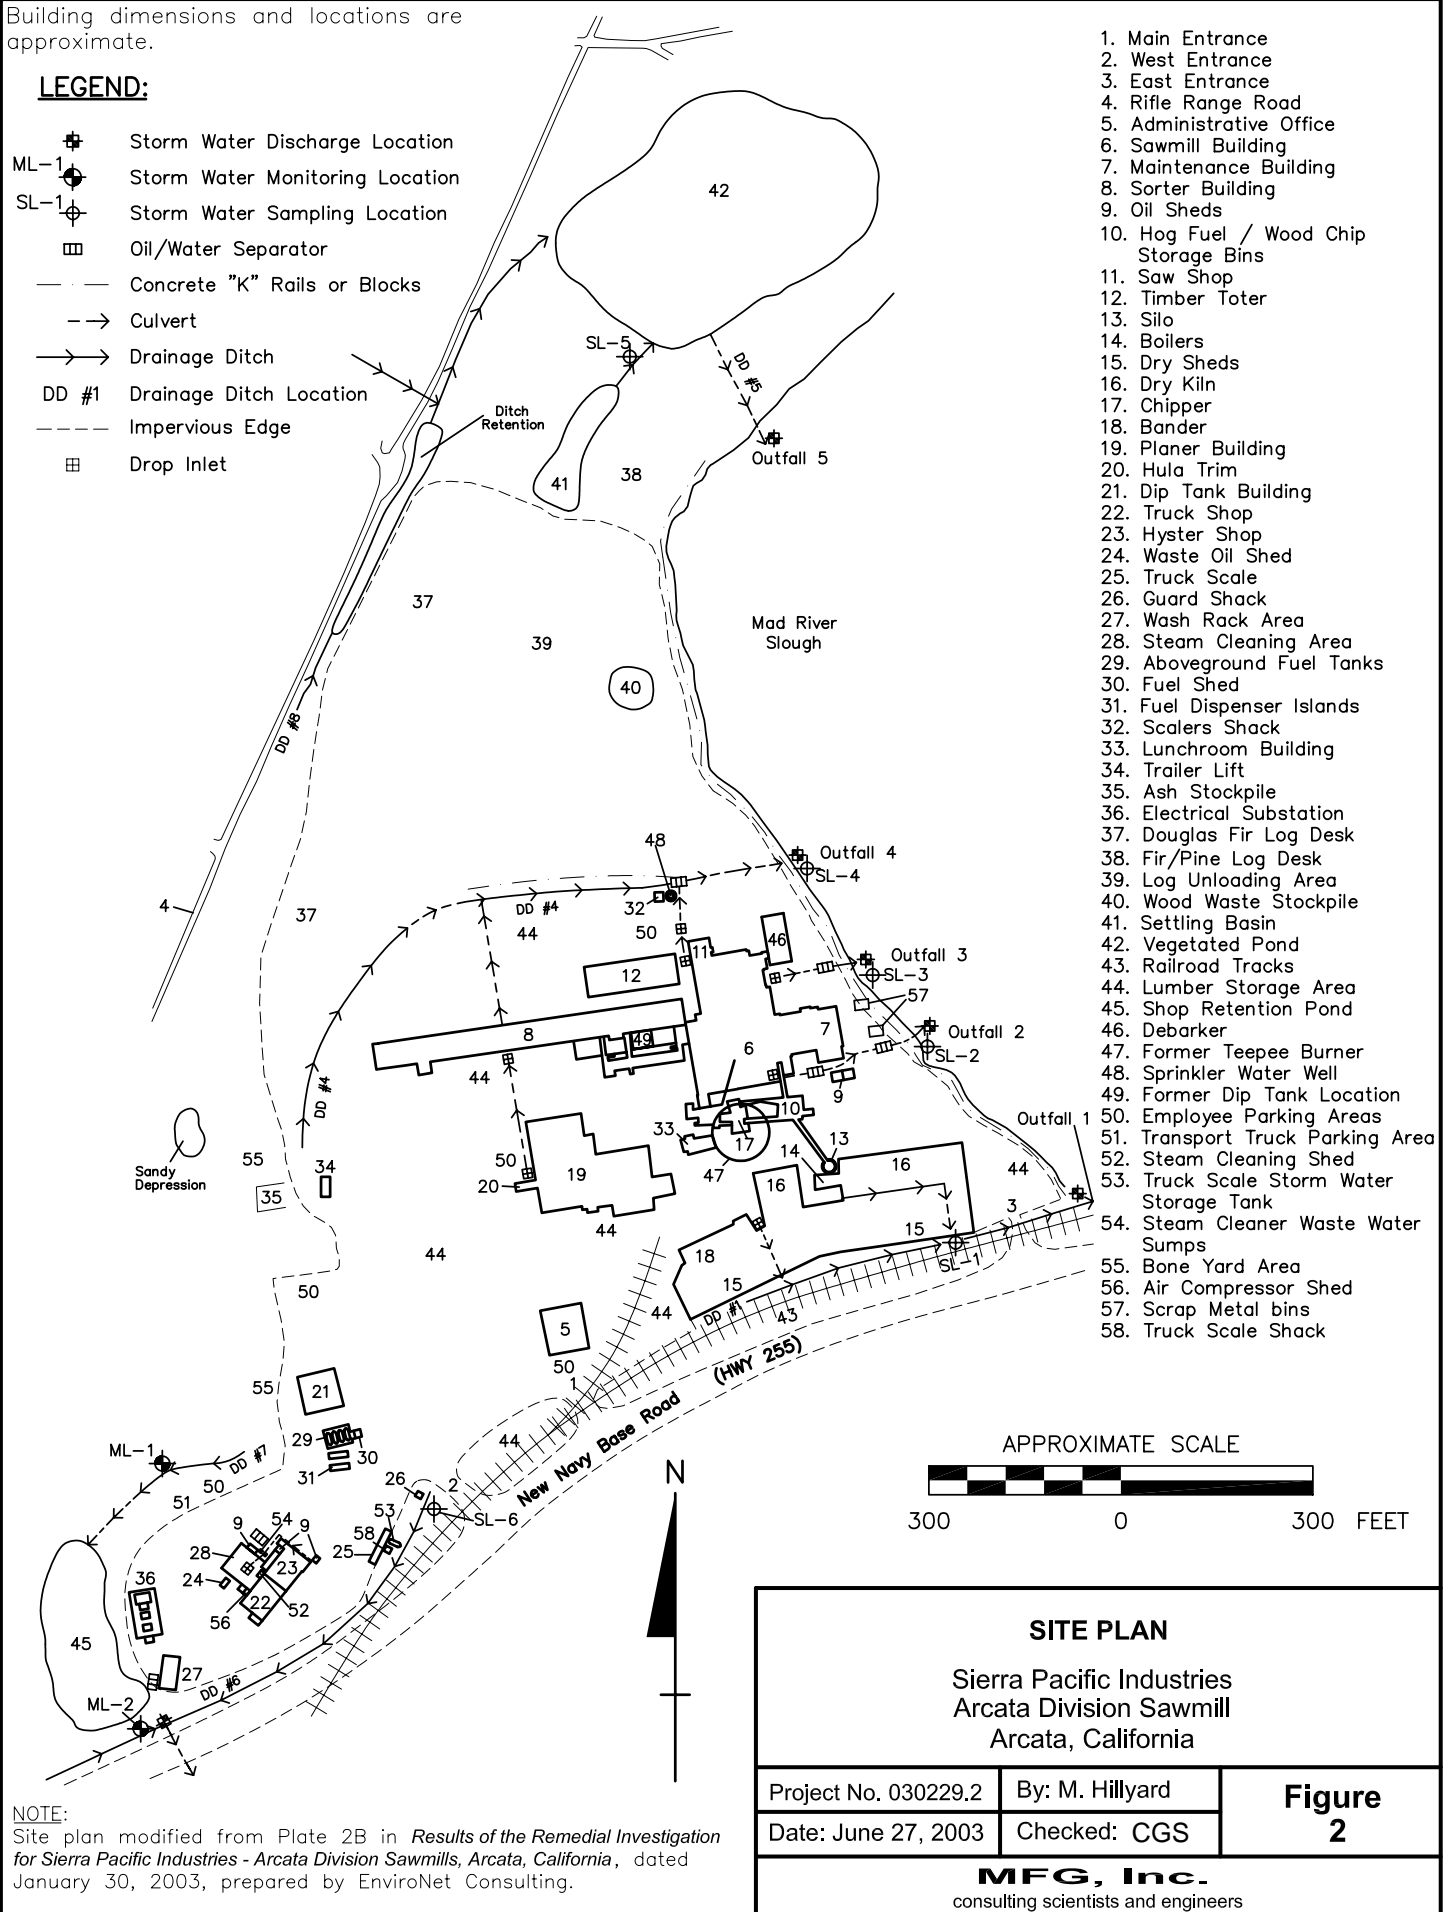 Building dimensions and locations are
approximate.
LEGEND:
Storm Water Discharge Location
ML-1
Storm Water Monitoring Location
SL-1
Storm Water Sampling Location
Oil/Water Separator
Concrete "K" Rails or Blocks
Culvert
Drainage Ditch
DD #1 Drainage Ditch Location
Impervious Edge
Drop Inlet
1. Main Entrance
2. West Entrance
3. East Entrance
4. Rifle Range Road
5. Administrative Office
6. Sawmill Building
7. Maintenance Building
8. Sorter Building
9. Oil Sheds
10. Hog Fuel / Wood Chip
Storage Bins
11. Saw Shop
12. Timber Toter
13. Silo
14. Boilers
15. Dry Sheds
16. Dry Kiln
17. Chipper
18. Bander
19. Planer Building
20. Hula Trim
21. Dip Tank Building
22. Truck Shop
23. Hyster Shop
24. Waste Oil Shed
25. Truck Scale
26. Guard Shack
27. Wash Rack Area
28. Steam Cleaning Area
29. Aboveground Fuel Tanks
30. Fuel Shed
31. Fuel Dispenser Islands
32. Scalers Shack
33. Lunchroom Building
34. Trailer Lift
35. Ash Stockpile
36. Electrical Substation
37. Douglas Fir Log Desk
38. Fir/Pine Log Desk
39. Log Unloading Area
40. Wood Waste Stockpile
41. Settling Basin
42. Vegetated Pond
43. Railroad Tracks
44. Lumber Storage Area
45. Shop Retention Pond
46. Debarker
47. Former Teepee Burner
48. Sprinkler Water Well
49. Former Dip Tank Location
50. Employee Parking Areas
51. Transport Truck Parking Area
52. Steam Cleaning Shed
53. Truck Scale Storm Water
Storage Tank
54. Steam Cleaner Waste Water
Sumps
55. Bone Yard Area
56. Air Compressor Shed
57. Scrap Metal bins
58. Truck Scale Shack
42
SL-5
DD #5
Ditch
Retention
Outfall 5
38
41
37
Mad River
Slough
39
40
DD #8
48
Outfall 4
SL-4
4
37
32
DD #4
44
50
46
11
Outfall 3
SL-3
12
57
8
49
7
Outfall 2
SL-2
6
44
9
DD #4
10
Outfall 1
33
17
13
Sandy
Depression
55
34
50
19
47
14
16
44
35
20
16
3
44
44
15
SL-1
18
15
50
44
DD #1
43
5
50
1
(HWY 255)
55
21
New Navy Base Road
29
30
44
ML-1
DD #7
31
26
2
50
51
53
SL-6
54
9
9
58
28
25
23
24
36
22
52
56
45
27
DD #6
ML-2
N
APPROXIMATE SCALE
300 0 300 FEET
SITE PLAN
Sierra Pacific Industries
Arcata Division Sawmill
Arcata, California
Project No. 030229.2
By: M. Hillyard
Figure
2
Date: June 27, 2003
Checked: CGS
MFG, Inc.
consulting scientists and engineers
NOTE:
Site plan modified from Plate 2B in Results of the Remedial Investigation
for Sierra Pacific Industries - Arcata Division Sawmills, Arcata, California, dated
January 30, 2003, prepared by EnviroNet Consulting.